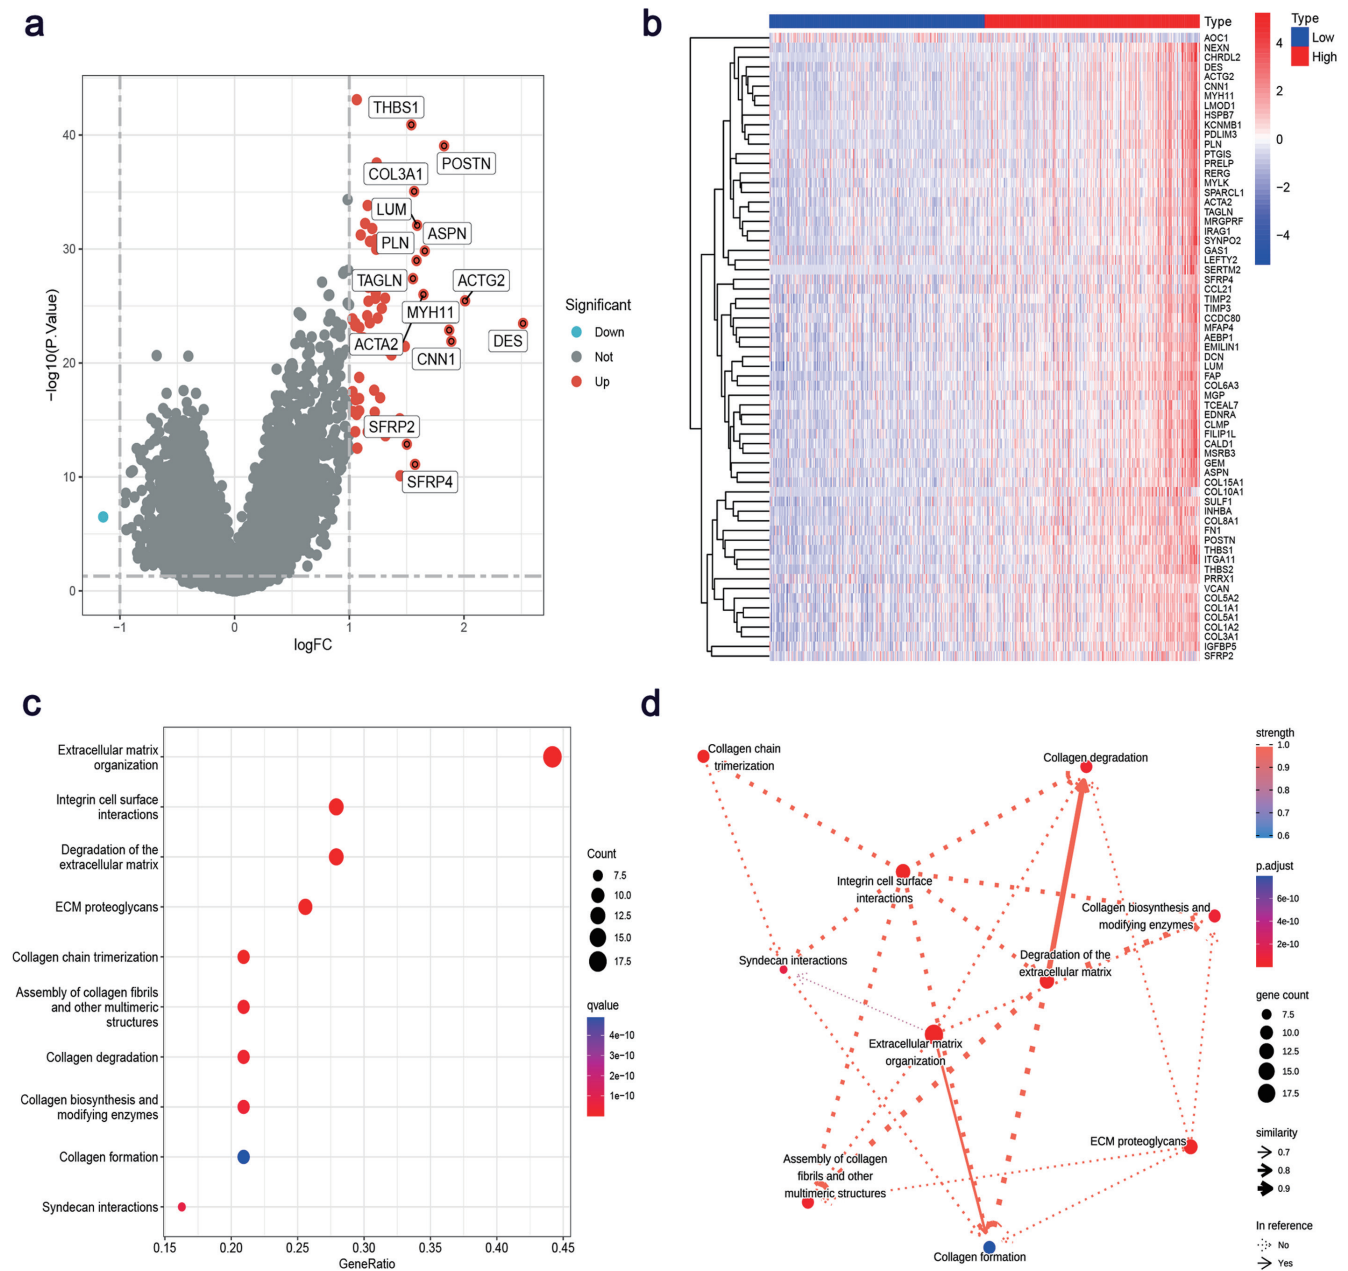 a
THBS1
POSTN
COL3A1
LUM
ASPN
PLN
TAGLN
ACTG2
MYH11
ACTA2
CNN1
DES
SFRP2
SFRP4
40
30
20
10
0
−log10(P.Value)
−1
0
1
2
logFC
Significant
Down
Not
Up
b
Type
AOC1
NEXN
CHRDL2
DES
ACTG2
CNN1
MYH11
LMOD1
HSPB7
KCNMB1
PDLIM3
PLN
PTGIS
PRELP
RERG
MYLK
SPARCL1
ACTA2
TAGLN
MRGPRF
IRAG1
SYNPO2
GAS1
LEFTY2
SERTM2
SFRP4
CCL21
TIMP2
TIMP3
CCDC80
MFAP4
AEBP1
EMILIN1
DCN
LUM
FAP
COL6A3
MGP
TCEAL7
EDNRA
CLMP
FILIP1L
CALD1
MSRB3
GEM
ASPN
COL15A1
COL10A1
SULF1
INHBA
COL8A1
FN1
POSTN
THBS1
ITGA11
THBS2
PRRX1
VCAN
COL5A2
COL1A1
COL5A1
COL1A2
COL3A1
IGFBP5
SFRP2
4
2
0
−2
−4
Type
Low
High
c
Extracellular matrix
organization
Integrin cell surface
interactions
Degradation of the
extracellular matrix
ECM proteoglycans
Collagen chain trimerization
Assembly of collagen fibrils
and other multimeric
structures
Collagen degradation
Collagen biosynthesis and
modifying enzymes
Collagen formation
Syndecan interactions
0.15
0.20
0.25
0.30
0.35
0.40
0.45
GeneRatio
Count
7.5
10.0
12.5
15.0
17.5
qvalue
4e−10
3e−10
2e−10
1e−10
d
Collagen chain
trimerization
Collagen degradation
Integrin cell surface
interactions
Collagen biosynthesis and
modifying enzymes
Syndecan interactions
Degradation of the
extracellular matrix
Extracellular matrix
organization
ECM proteoglycans
Assembly of collagen
fibrils and other
multimeric structures
Collagen formation
strength
1.0
0.9
0.8
0.7
0.6
p.adjust
6e-10
4e-10
2e-10
gene count
7.5
10.0
12.5
15.0
17.5
similarity
0.7
0.8
0.9
In reference
No
Yes